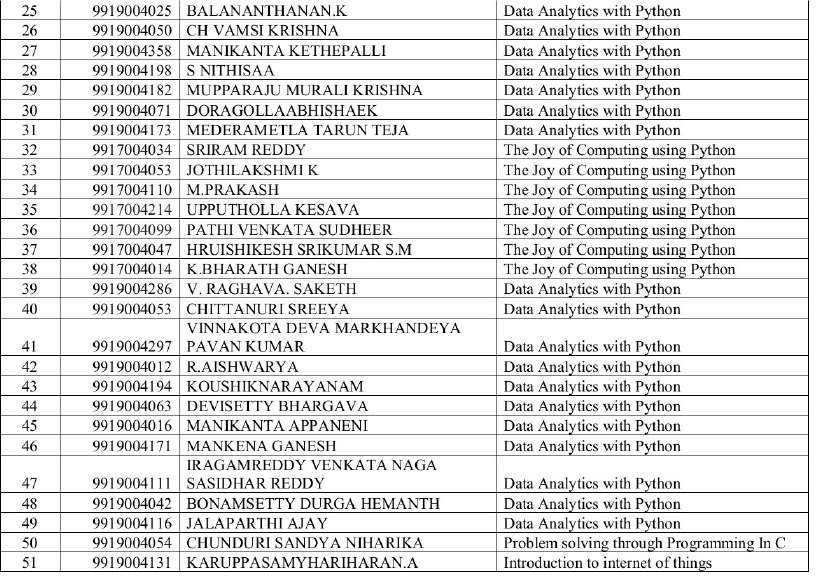 25 9919004025 BALANANTHANAN.K Data Analytics with Python
26 9919004050 CH VAMSI KRISHNA Data Analytics with Python
27 9919004358 MANIKANTA KETHEPALLI Data Analytics with Python
28 9919004198 S NITHISAA Data Analytics with Python
29 9919004182 MUPPARAJU MURALI KRISHNA Data Analytics with Python
30 9919004071 DORAGOLLAABHISHAEK Data Analytics with Python
31 9919004173 MEDERAMETLA TARUN TEJA Data Analytics with Python
32 9917004034 SRIRAM REDDY The Joy of Computing using Python
33 9917004053 JOTHILAKSHMI K The Joy of Computing using Python
34 9917004110 M.PRAKASH The Joy of Computing using Python
35 9917004214 UPPUTHOLLA KESAVA The Joy of Computing using Python
36 9917004099 PATHI VENKATA SUDHEER The Joy of Computing using Python
37 9917004047 HRUISHIKESH SRIKUMAR S.M The Joy of Computing using Python
38 9917004014 K.BHARATH GANESH The Joy of Computing using Python
39 9919004286 V. RAGHAVA. SAKETH Data Analytics with Python
40 9919004053 CHITTANURI SREEYA Data Analytics with Python
VINNAKOTA DEVA MARKHANDEYA
41 9919004297 PAVAN KUMAR Data Analytics with Python
42 9919004012 R.AISHWARYA Data Analytics with Python
43 9919004194 KOUSHIKNARAYANAM Data Analytics with Python
44 9919004063 DEVISETTY BHARGAVA Data Analytics with Python
45 9919004016 MANIKANTA APPANENI Data Analytics with Python
46 9919004171 MANKENA GANESH Data Analytics with Python
IRAGAMREDDY VENKATA NAGA
47 9919004111 SASIDHAR REDDY Data Analytics with Python
48 9919004042 BONAMSETTY DURGA HEMANTH Data Analytics with Python
49 9919004116 JALAPARTHI AJAY Data Analytics with Python
50 9919004054 CHUNDURI SANDYA NIHARIKA Problem solving through Programming In C
51 9919004131 KARUPPASAMYHARIHARAN.A Introduction to internet of things